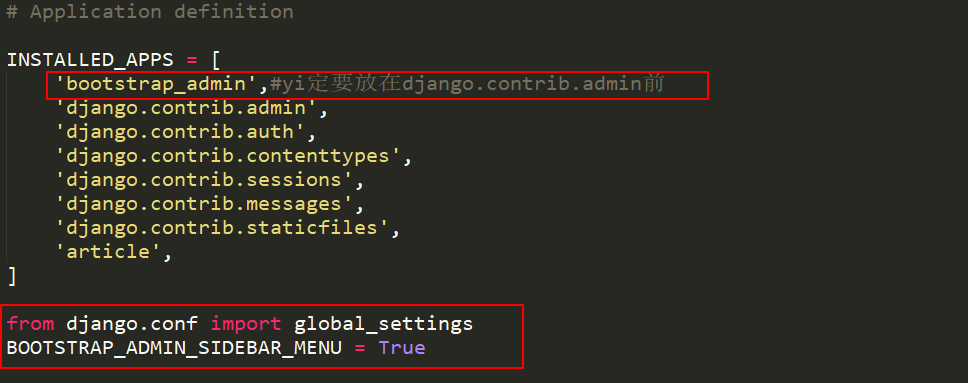 # Application definition
INSTALLED_APPS = [
    'bootstrap_admin',#yi定要放在django.contrib.admin前
    'django.contrib.admin',
    'django.contrib.auth',
    'django.contrib.contenttypes',
    'django.contrib.sessions',
    'django.contrib.messages',
    'django.contrib.staticfiles',
    'article',
]
from django.conf import global_settings
BOOTSTRAP_ADMIN_SIDEBAR_MENU = True